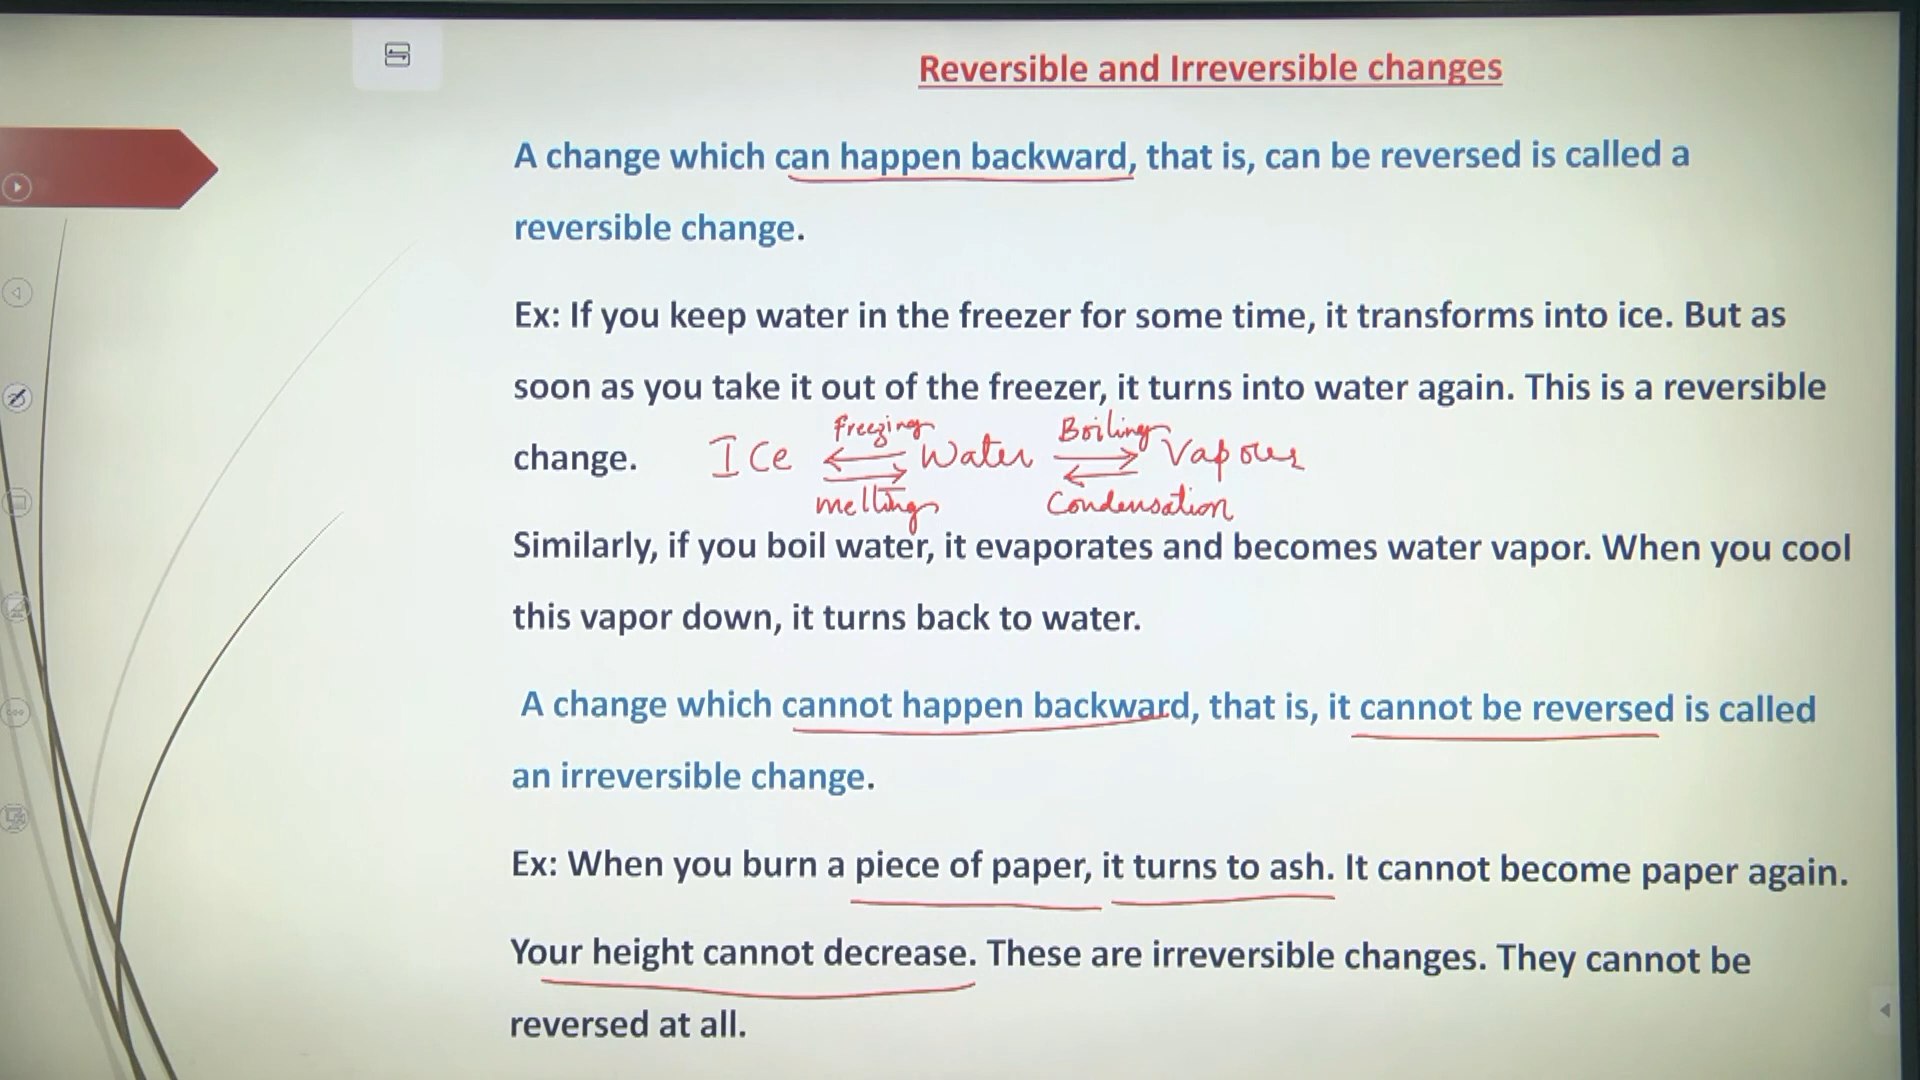 Reversible and Irreversible changes
A change which can happen backward, that is, can be reversed is called a
reversible change.
Ex: If you keep water in the freezer for some time, it transforms into ice. But as
soon as you take it out of the freezer, it turns into water again. This is a reversible
Freezing Boiling
change. ICe Water Vapour
melting Condensation
Similarly, if you boil water, it evaporates and becomes water vapor. When you cool
this vapor down, it turns back to water.
A change which cannot happen backward, that is, it cannot be reversed is called
an irreversible change.
Ex: When you burn a piece of paper, it turns to ash. It cannot become paper again.
Your height cannot decrease. These are irreversible changes. They cannot be
reversed at all.